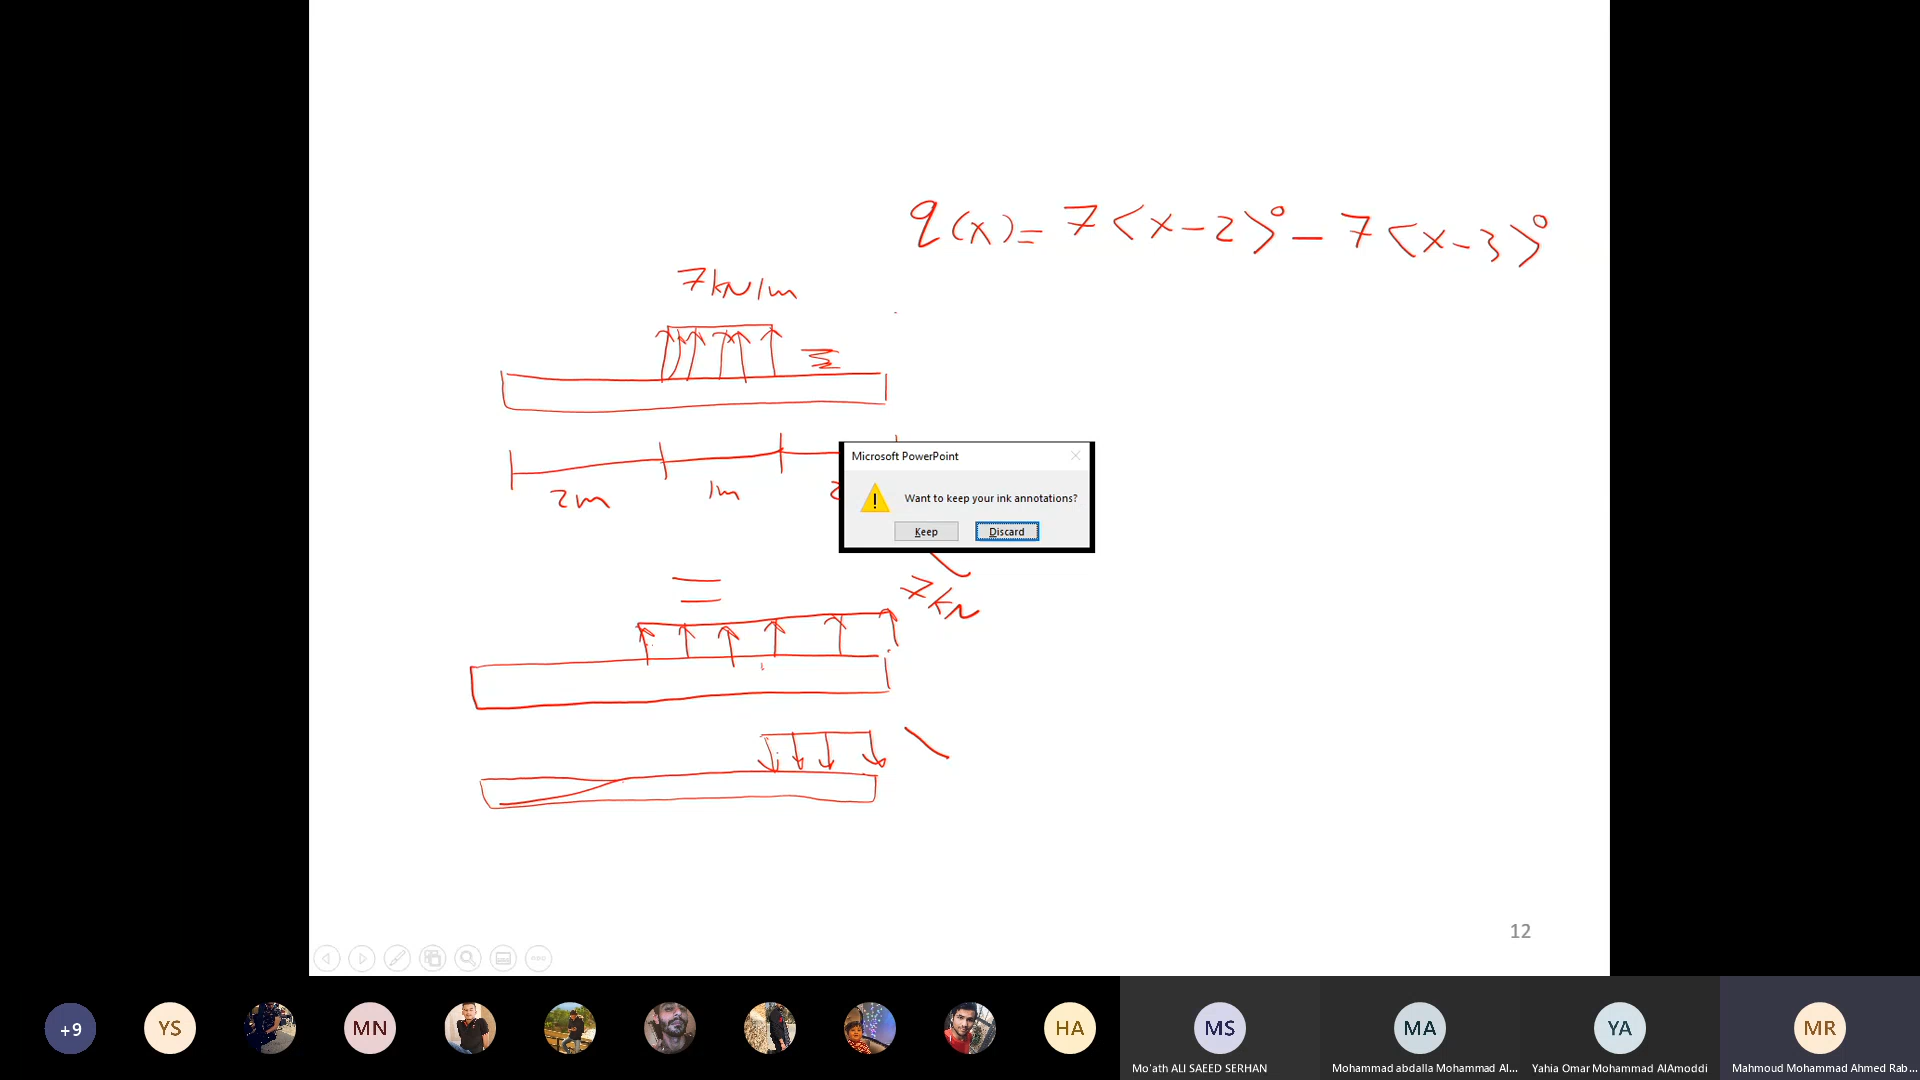 q(x) = 7<x-2>° - 7<x-3>°
7kN/m
2m 1m 2
Microsoft PowerPoint
Want to keep your ink annotations?
Keep Discard
7kN
12
+9 YS MN HA MS MA YA MR
Mo'ath ALI SAEED SERHAN Mohammad abdalla Mohammad Al... Yahia Omar Mohammad AlAmoddi Mahmoud Mohammad Ahmed Rab...